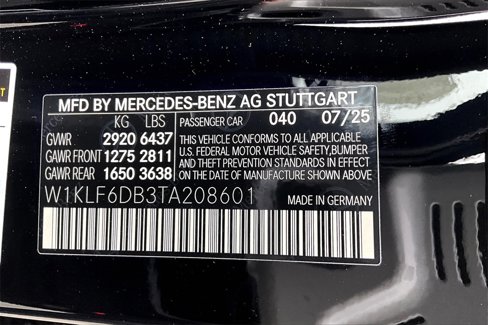 MFD BY MERCEDES-BENZ AG STUTTGART
KG LBS PASSENGER CAR 040 07/25
GVWR 2920 6437
GAWR FRONT 1275 2811
GAWR REAR 1650 3638
THIS VEHICLE CONFORMS TO ALL APPLICABLE
U.S. FEDERAL MOTOR VEHICLE SAFETY,BUMPER
AND THEFT PREVENTION STANDARDS IN EFFECT
ON THE DATE OF MANUFACTURE SHOWN ABOVE.
W1KLF6DB3TA208601 MADE IN GERMANY